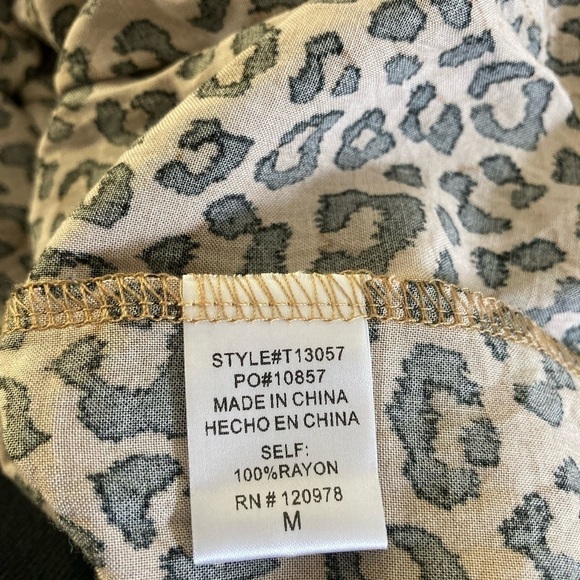 STYLE#T13057
PO#10857
MADE IN CHINA
HECHO EN CHINA
SELF:
100%RAYON
RN # 120978
M